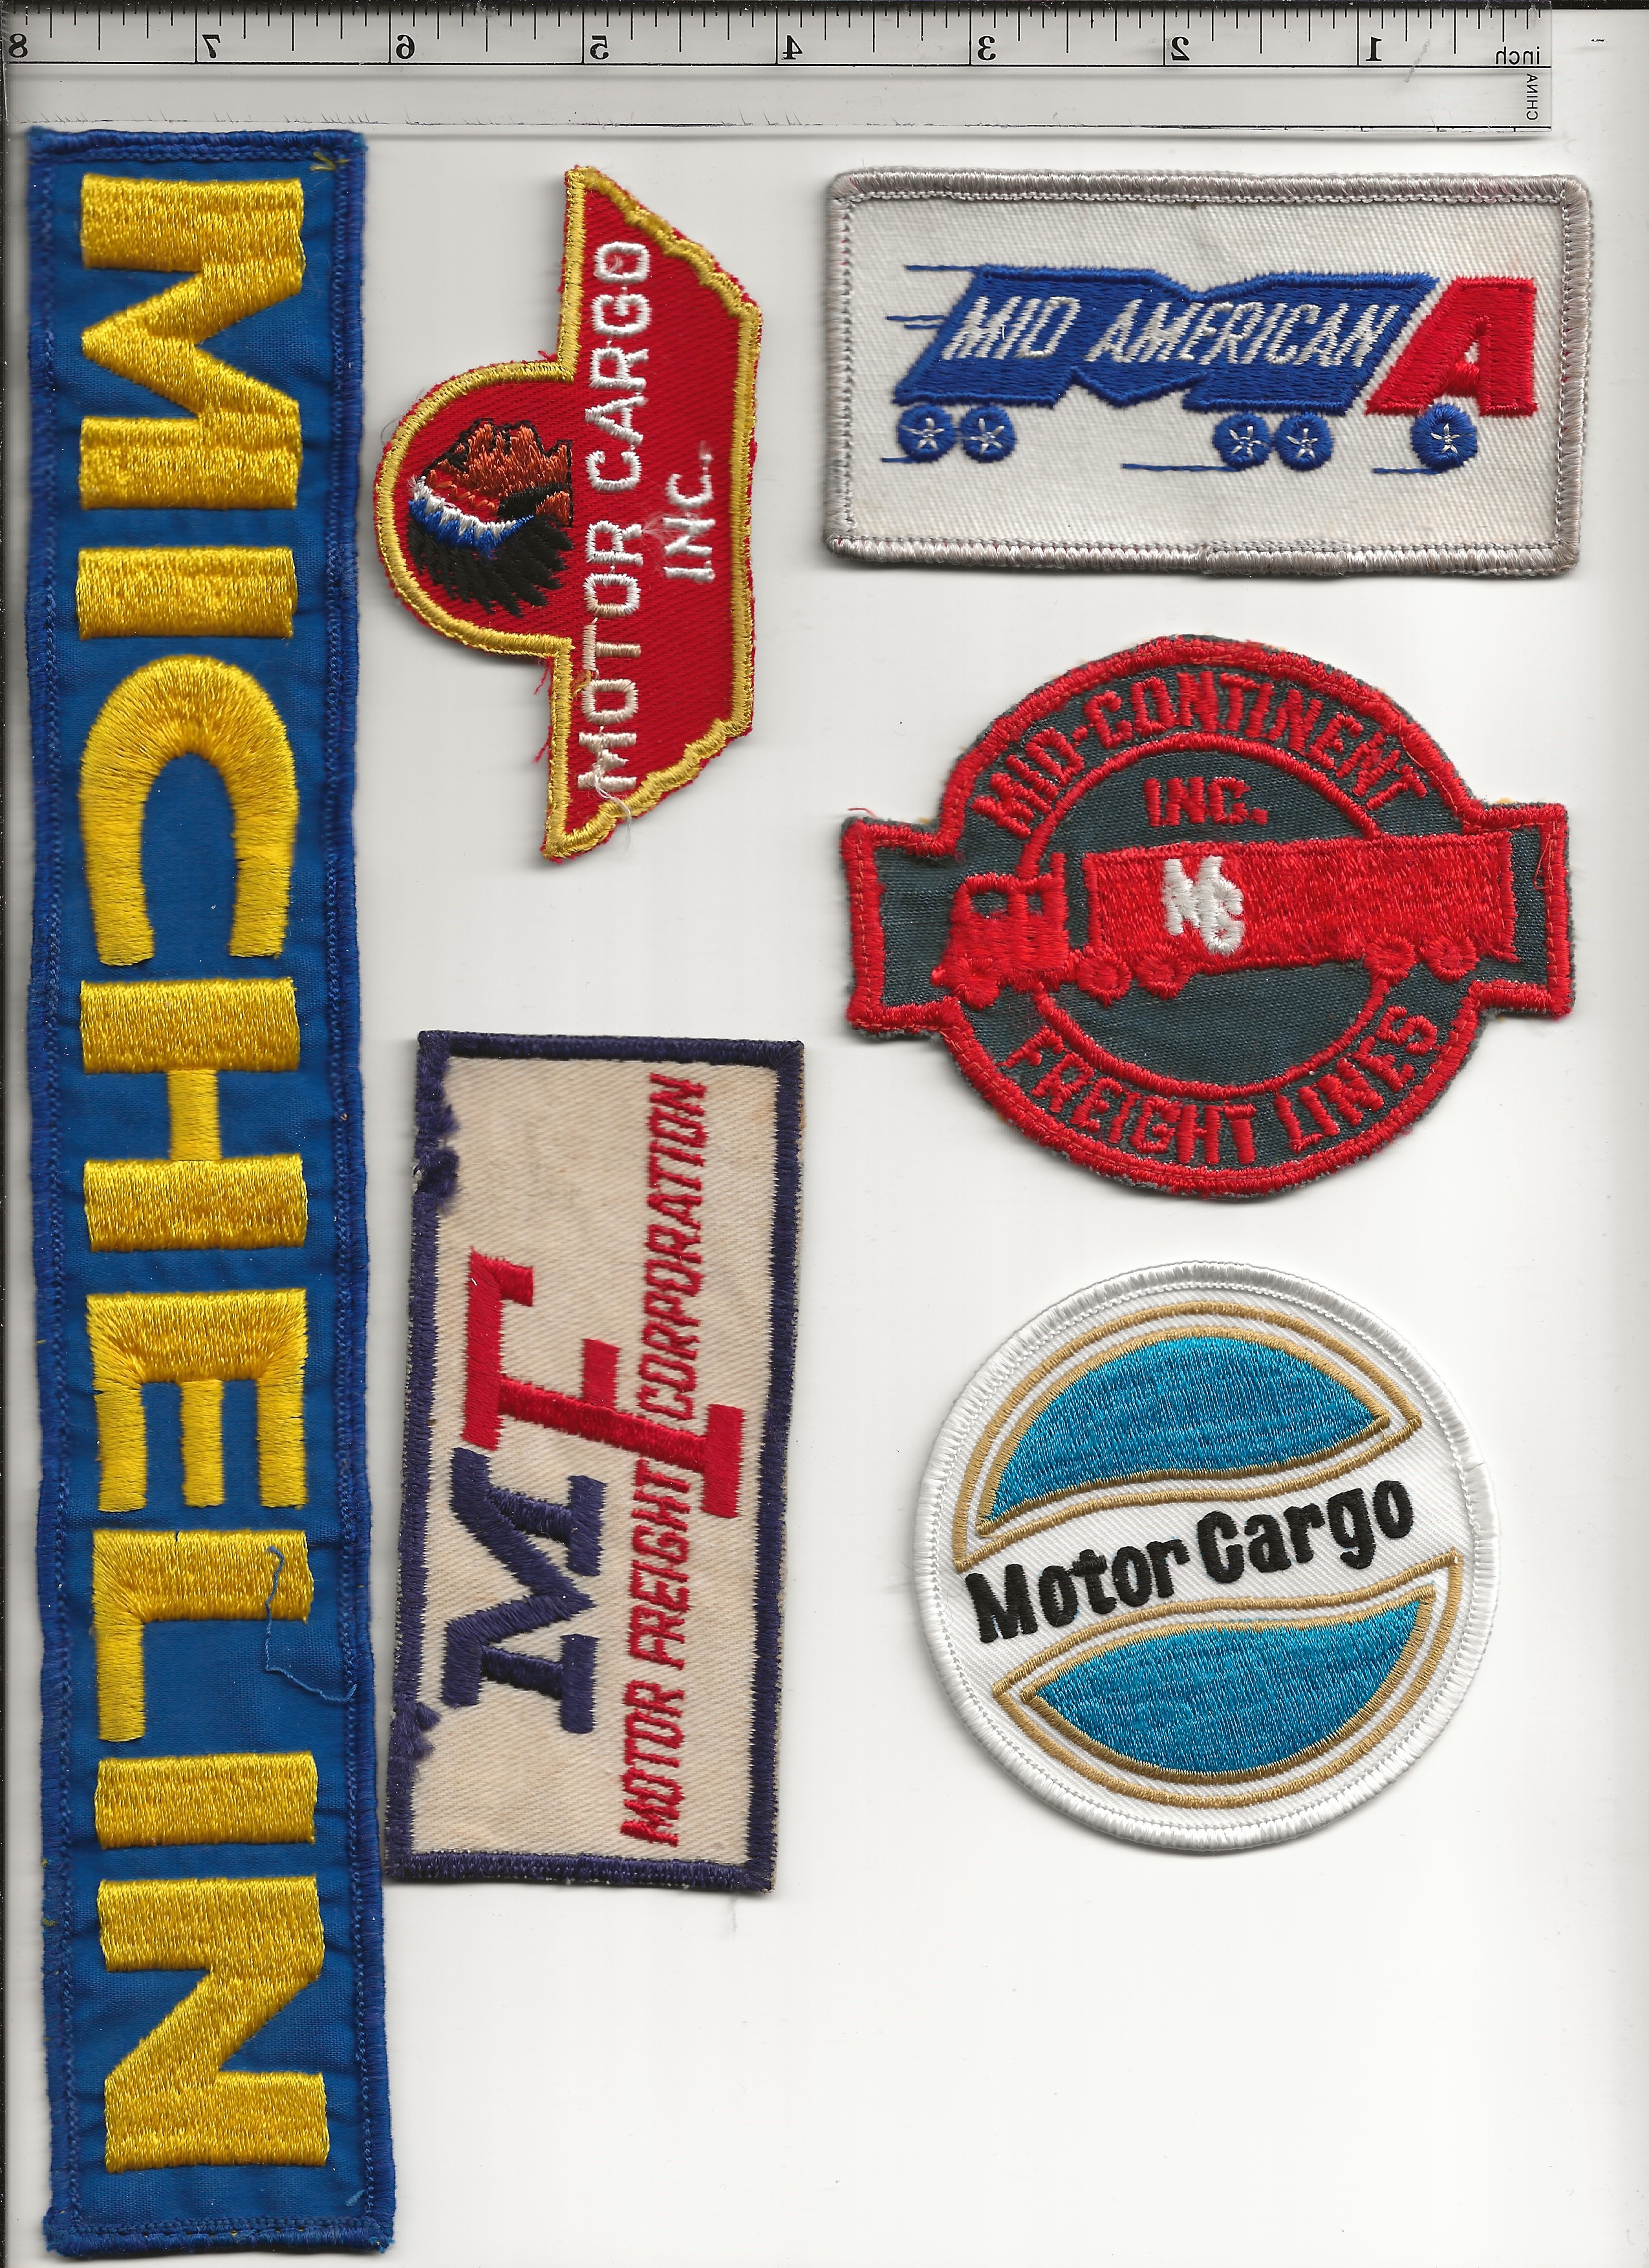 8 7 6 5 4 3 2 1 inch
CHINA
MICHELIN
MOTOR CARGO
INC.
MID AMERICAN
A
MID-CONTINENT
INC.
MC
FREIGHT LINES
MF
MOTOR FREIGHT CORPORATION
Motor Cargo